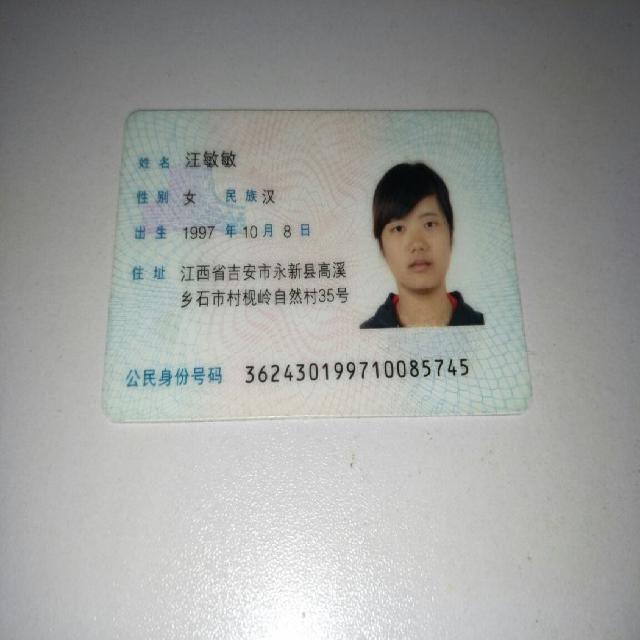 姓名 汪敏敏
性别 女 民族 汉
出生 1997 年 10 月 8 日
住址 江西省吉安市永新县高溪
乡石市村枧岭自然村35号
公民身份号码 362430199710085745